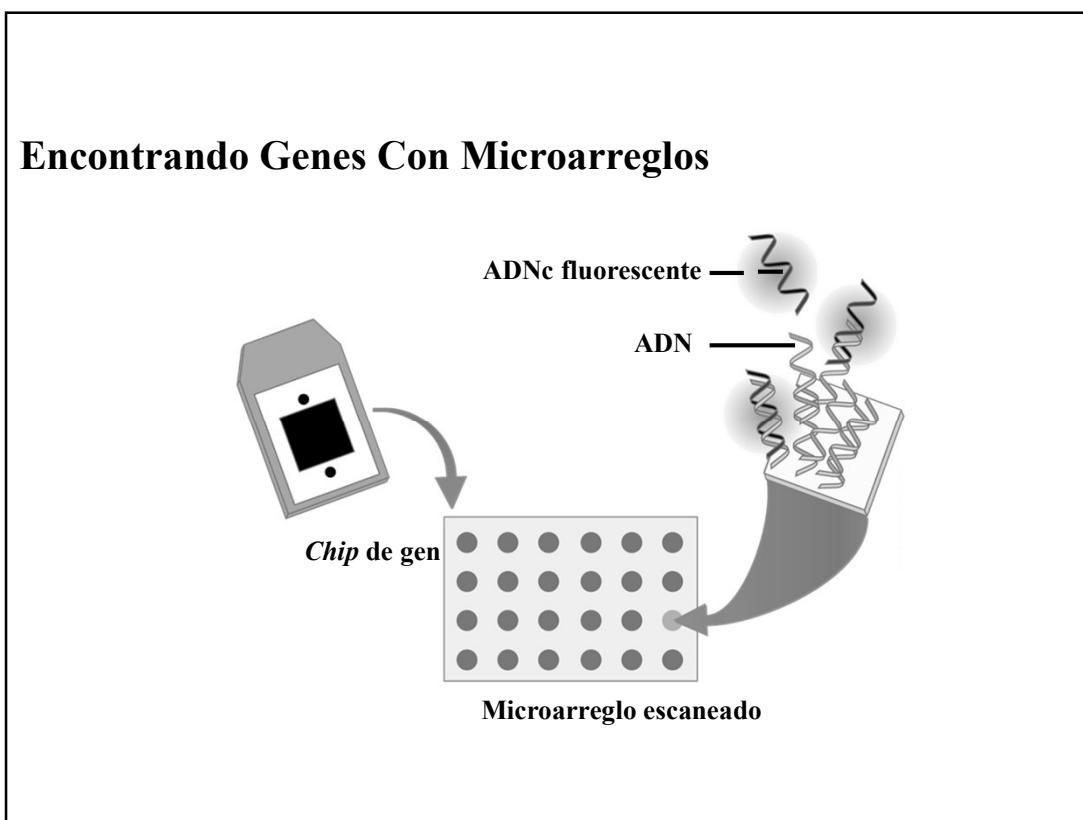 Encontrando Genes Con Microarreglos
ADNc fluorescente
ADN
Chip de gen
Microarreglo escaneado